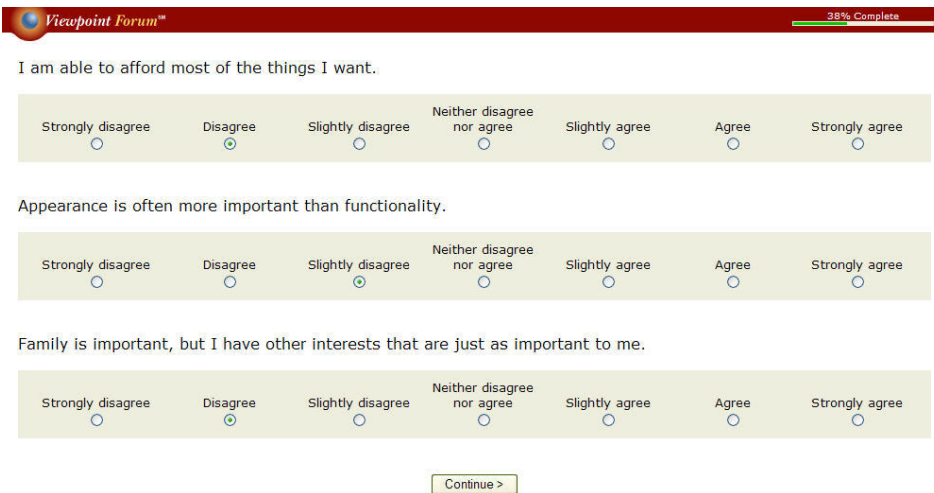 Viewpoint Forum℠
38% Complete
I am able to afford most of the things I want.
Strongly disagree Disagree Slightly disagree Neither disagree nor agree Slightly agree Agree Strongly agree
Appearance is often more important than functionality.
Strongly disagree Disagree Slightly disagree Neither disagree nor agree Slightly agree Agree Strongly agree
Family is important, but I have other interests that are just as important to me.
Strongly disagree Disagree Slightly disagree Neither disagree nor agree Slightly agree Agree Strongly agree
Continue >